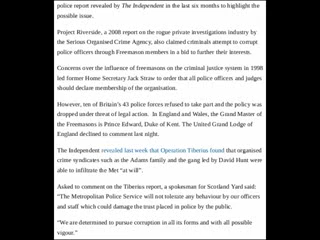 police report revealed by The Independent in the last six months to highlight the
possible issue.
Project Riverside, a 2008 report on the rogue private investigations industry
by the Serious Organised Crime Agency, also claimed criminals attempt to corrupt
police officers through Freemason members in a bid to further their interests.
Concerns over the influence of freemasons on the criminal justice system in 1998
led former Home Secretary Jack Straw to order that all police officers and judges
should declare membership of the organisation.
However, ten of Britain's 43 police forces refused to take part and the policy was
dropped under threat of legal action. In England and Wales, the Grand Master of
the Freemasons is Prince Edward, Duke of Kent. The United Grand Lodge of
England declined to comment last night.
The Independent revealed last week that Operation Tiberius found that organised
crime syndicates such as the Adams family and the gang led by David Hunt were
able to infiltrate the Met "at will".
Asked to comment on the Tiberius report, a spokesman for Scotland Yard said:
"The Metropolitan Police Service will not tolerate any behaviour by our officers
and staff which could damage the trust placed in police by the public.
"We are determined to pursue corruption in all its forms and with all possible
vigour."